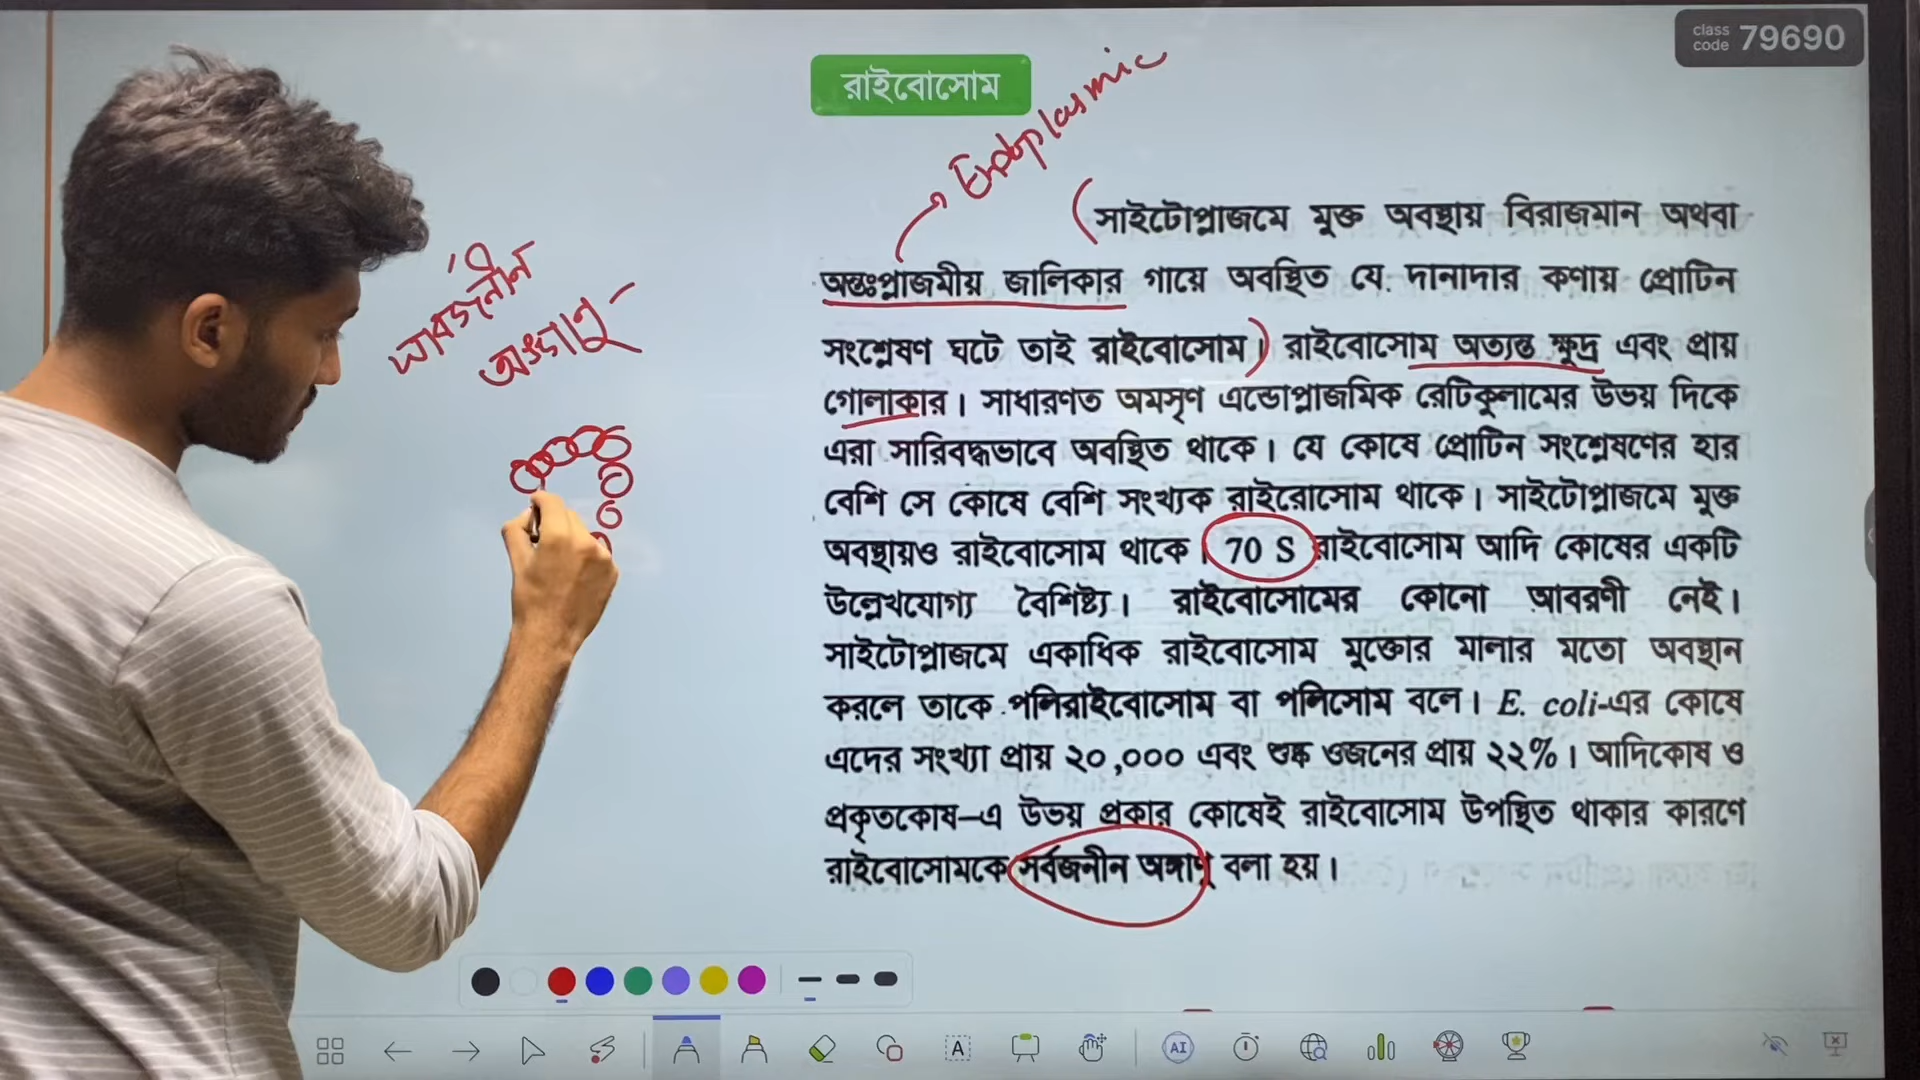 class
code 79690
রাইবোসোম
Endoplasmic
সার্বজনীন
অঙ্গাণু
(সাইটোপ্লাজমে মুক্ত অবস্থায় বিরাজমান অথবা
অন্তঃপ্লাজমীয় জালিকার গায়ে অবস্থিত যে দানাদার কণায় প্রোটিন
সংশ্লেষণ ঘটে তাই রাইবোসোম।) রাইবোসোম অত্যন্ত ক্ষুদ্র এবং প্রায়
গোলাকার। সাধারণত অমসৃণ এন্ডোপ্লাজমিক রেটিকুলামের উভয় দিকে
এরা সারিবদ্ধভাবে অবস্থিত থাকে। যে কোষে প্রোটিন সংশ্লেষণের হার
বেশি সে কোষে বেশি সংখ্যক রাইরোসোম থাকে। সাইটোপ্লাজমে মুক্ত
অবস্থায়ও রাইবোসোম থাকে। 70 S রাইবোসোম আদি কোষের একটি
উল্লেখযোগ্য বৈশিষ্ট্য। রাইবোসোমের কোনো আবরণী নেই।
সাইটোপ্লাজমে একাধিক রাইবোসোম মুক্তোর মালার মতো অবস্থান
করলে তাকে পলিরাইবোসোম বা পলিসোম বলে। E. coli-এর কোষে
এদের সংখ্যা প্রায় ২০,০০০ এবং শুষ্ক ওজনের প্রায় ২২%। আদিকোষ ও
প্রকৃতকোষ–এ উভয় প্রকার কোষেই রাইবোসোম উপস্থিত থাকার কারণে
রাইবোসোমকে সর্বজনীন অঙ্গাণু বলা হয়।
A
AI